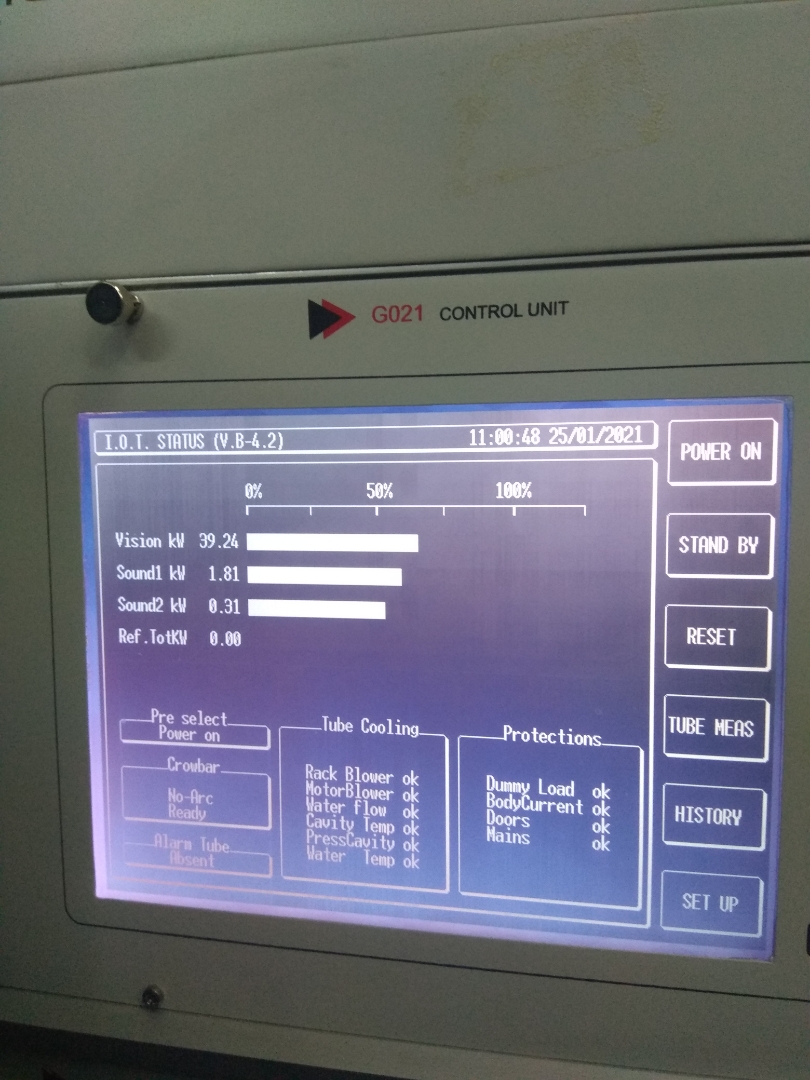 G021 CONTROL UNIT
I.O.T. STATUS (V.B-4.2) 11:00:48 25/01/2021
0% 50% 100%
Vision kW 39.24
Sound1 kW 1.81
Sound2 kW 0.31
Ref.TotKW 0.00
Pre select
Power on
Crowbar
No-Arc
Ready
Alarm Tube
Absent
Tube Cooling
Rack Blower ok
MotorBlower ok
Water flow ok
Cavity Temp ok
PressCavity ok
Water Temp ok
Protections
Dummy Load ok
BodyCurrent ok
Doors ok
Mains ok
POWER ON
STAND BY
RESET
TUBE MEAS
HISTORY
SET UP